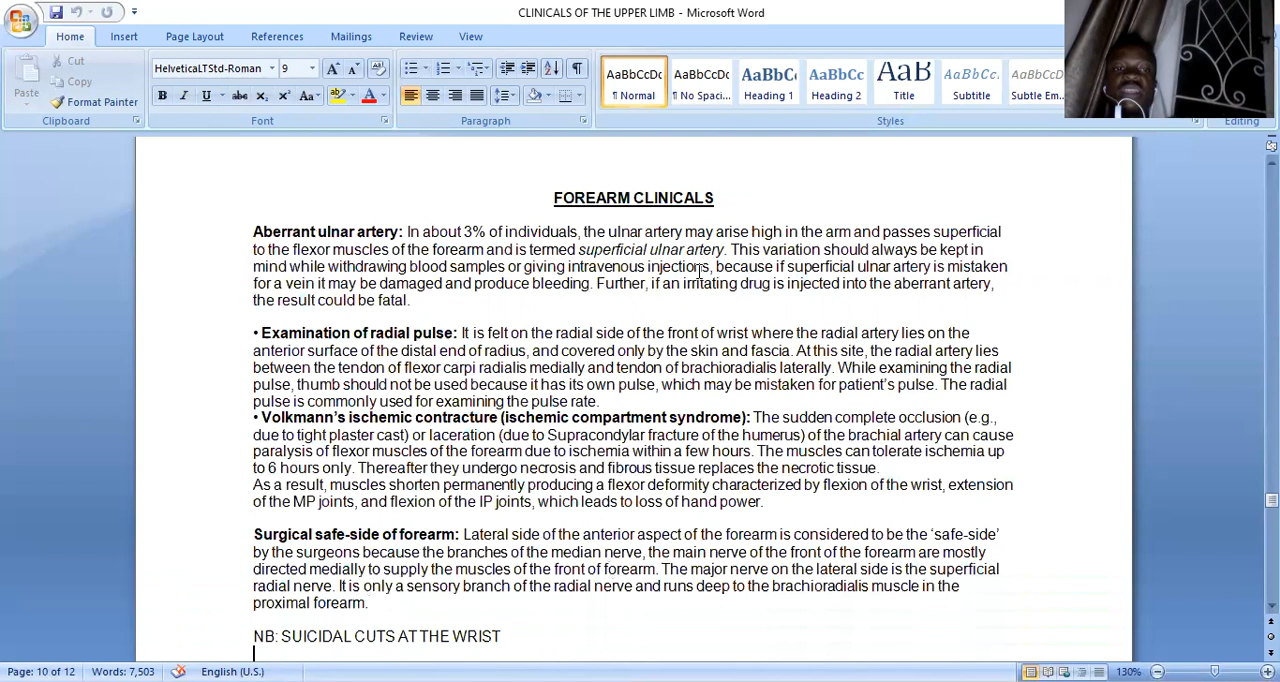 CLINICALS OF THE UPPER LIMB - Microsoft Word
Home Insert Page Layout References Mailings Review View
Paste
Cut
Copy
Format Painter
Clipboard
HelveticaLTStd-Roman 9
Font
Paragraph
AaBbCcDc AaBbCcDc AaBbC AaBbCc AaB AaBbCc. AaBbCcD
¶ Normal ¶ No Spaci... Heading 1 Heading 2 Title Subtitle Subtle Em...
Styles
Editing
FOREARM CLINICALS
Aberrant ulnar artery: In about 3% of individuals, the ulnar artery may arise high in the arm and passes superficial
to the flexor muscles of the forearm and is termed superficial ulnar artery. This variation should always be kept in
mind while withdrawing blood samples or giving intravenous injections, because if superficial ulnar artery is mistaken
for a vein it may be damaged and produce bleeding. Further, if an irritating drug is injected into the aberrant artery,
the result could be fatal.
• Examination of radial pulse: It is felt on the radial side of the front of wrist where the radial artery lies on the
anterior surface of the distal end of radius, and covered only by the skin and fascia. At this site, the radial artery lies
between the tendon of flexor carpi radialis medially and tendon of brachioradialis laterally. While examining the radial
pulse, thumb should not be used because it has its own pulse, which may be mistaken for patient's pulse. The radial
pulse is commonly used for examining the pulse rate.
• Volkmann's ischemic contracture (ischemic compartment syndrome): The sudden complete occlusion (e.g.,
due to tight plaster cast) or laceration (due to Supracondylar fracture of the humerus) of the brachial artery can cause
paralysis of flexor muscles of the forearm due to ischemia within a few hours. The muscles can tolerate ischemia up
to 6 hours only. Thereafter they undergo necrosis and fibrous tissue replaces the necrotic tissue.
As a result, muscles shorten permanently producing a flexor deformity characterized by flexion of the wrist, extension
of the MP joints, and flexion of the IP joints, which leads to loss of hand power.
Surgical safe-side of forearm: Lateral side of the anterior aspect of the forearm is considered to be the 'safe-side'
by the surgeons because the branches of the median nerve, the main nerve of the front of the forearm are mostly
directed medially to supply the muscles of the front of forearm. The major nerve on the lateral side is the superficial
radial nerve. It is only a sensory branch of the radial nerve and runs deep to the brachioradialis muscle in the
proximal forearm.
NB: SUICIDAL CUTS AT THE WRIST
Page: 10 of 12 Words: 7,503 English (U.S.) 130%